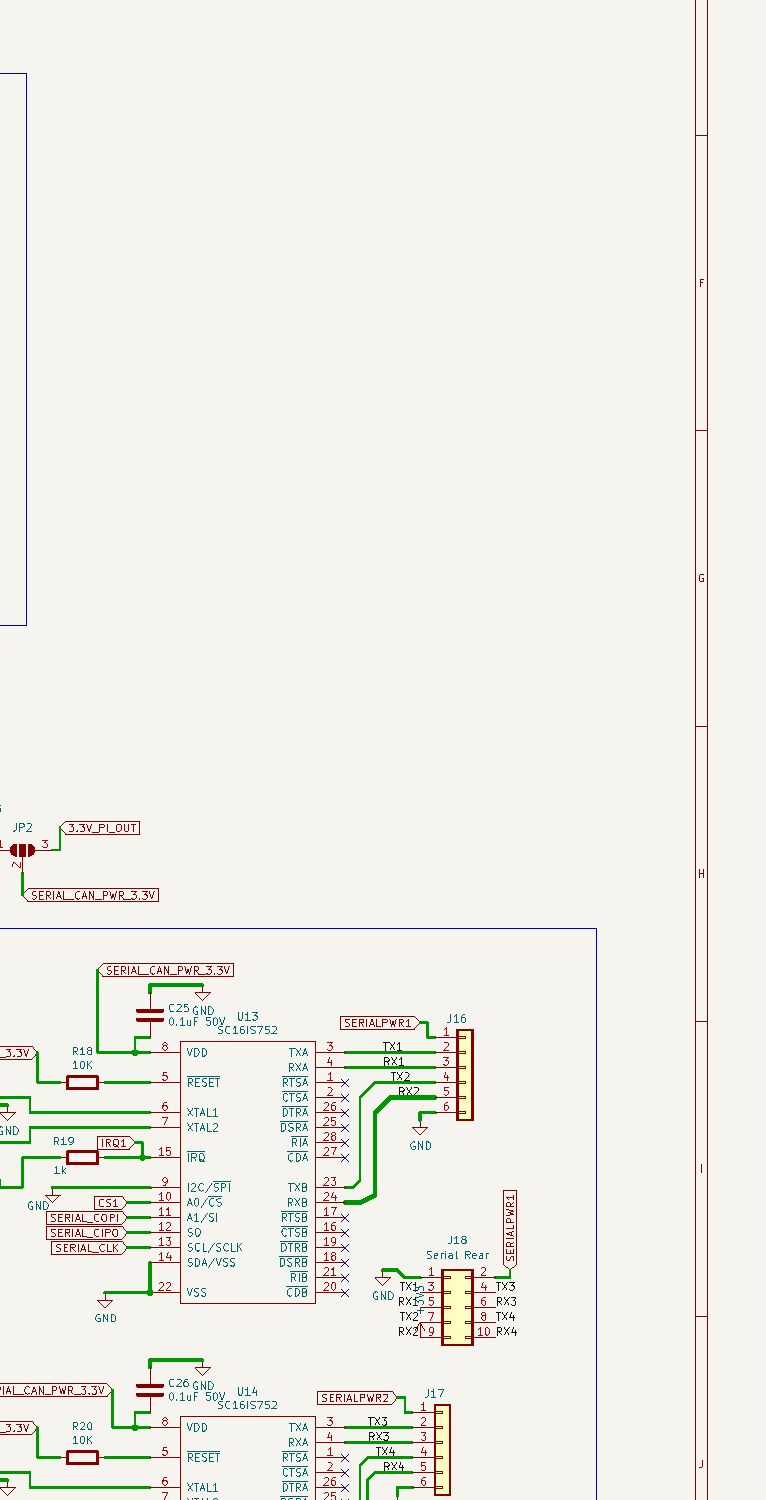 F
G
JP2
3.3V_PI_OUT
1
3
2
SERIAL_CAN_PWR_3.3V
H
SERIAL_CAN_PWR_3.3V
C25
GND
0.1uF 50V
U13
SC16IS752
SERIALPWR1
J16
_3.3V
R18
10K
8 VDD
TXA 3
TX1
1
2
RXA 4
RX1
3
5 RESET
RTSA 1
TX2
4
CTSA 2
RX2
5
6 XTAL1
DTRA 26
6
7 XTAL2
DSRA 25
GND
GND
R19
1k
IRQ1
RIA 28
15 IRQ
CDA 27
I
9 I2C/SPI
TXB 23
GND
CS1
10 A0/CS
RXB 24
SERIAL_COPI
11 A1/SI
RTSB 17
SERIAL_CIPO
12 SO
CTSB 16
SERIAL_CLK
13 SCL/SCLK
DTRB 19
14 SDA/VSS
DSRB 18
RIB 21
22 VSS
CDB 20
GND
SERIALPWR1
J18
Serial Rear
GND
1 2
TX1 3 4 TX3
RX1 5 6 RX3
TX2 7 8 TX4
RX2 9 10 RX4
C26
GND
0.1uF 50V
U14
SC16IS752
IAL_CAN_PWR_3.3V
SERIALPWR2
J17
_3.3V
R20
10K
8 VDD
TXA 3
TX3
1
2
RXA 4
RX3
3
5 RESET
RTSA 1
TX4
4
CTSA 2
RX4
5
6 XTAL1
DTRA 26
6
J
7
25